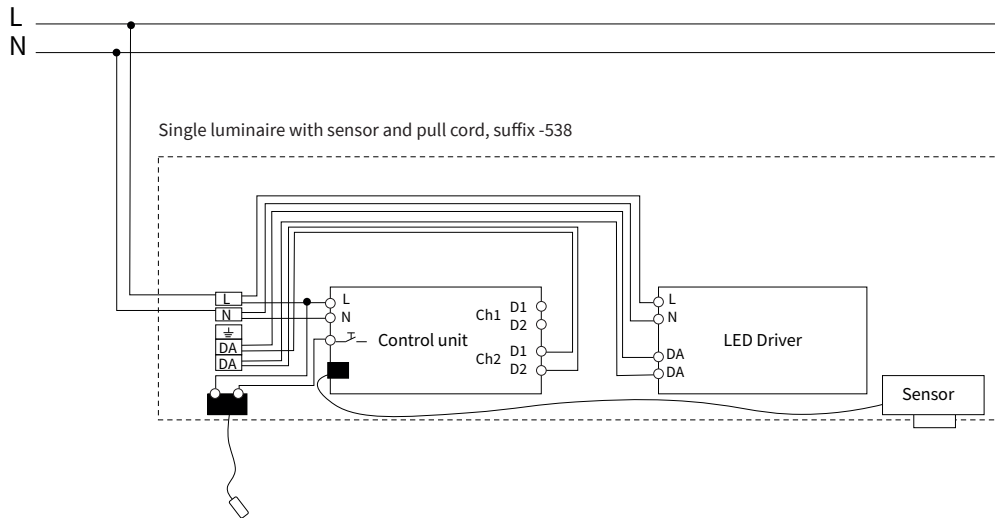 L
N
Single luminaire with sensor and pull cord, suffix -538
L
N
DA
DA
L
N
Control unit
Ch1
D1
D2
Ch2
D1
D2
L
N
DA
DA
LED Driver
Sensor